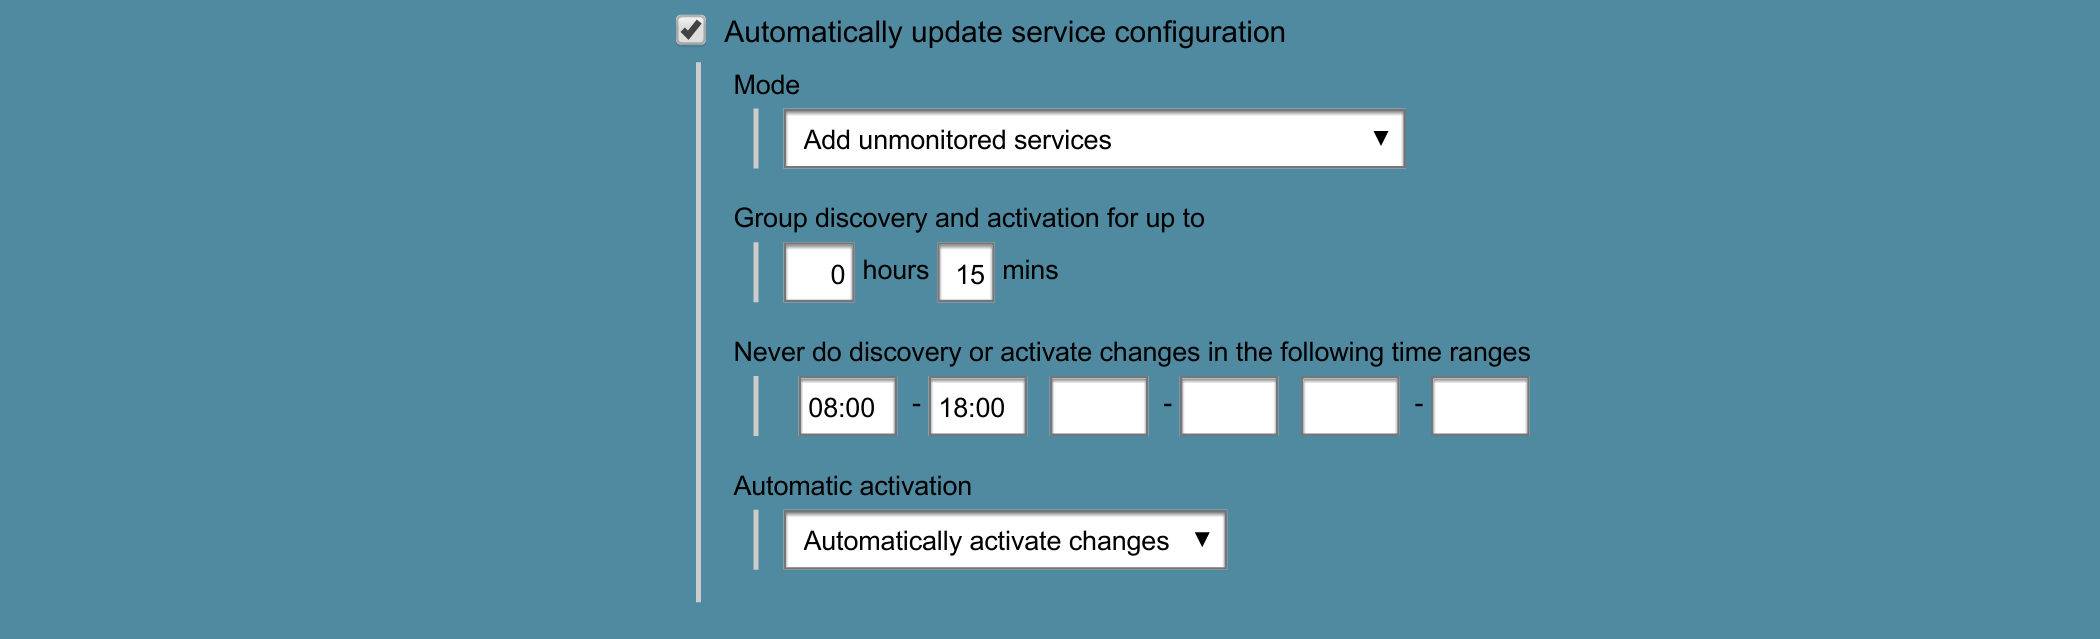 Automatically update service configuration
Mode
Add unmonitored services
Group discovery and activation for up to
0 hours 15 mins
Never do discovery or activate changes in the following time ranges
08:00 - 18:00 - -
Automatic activation
Automatically activate changes